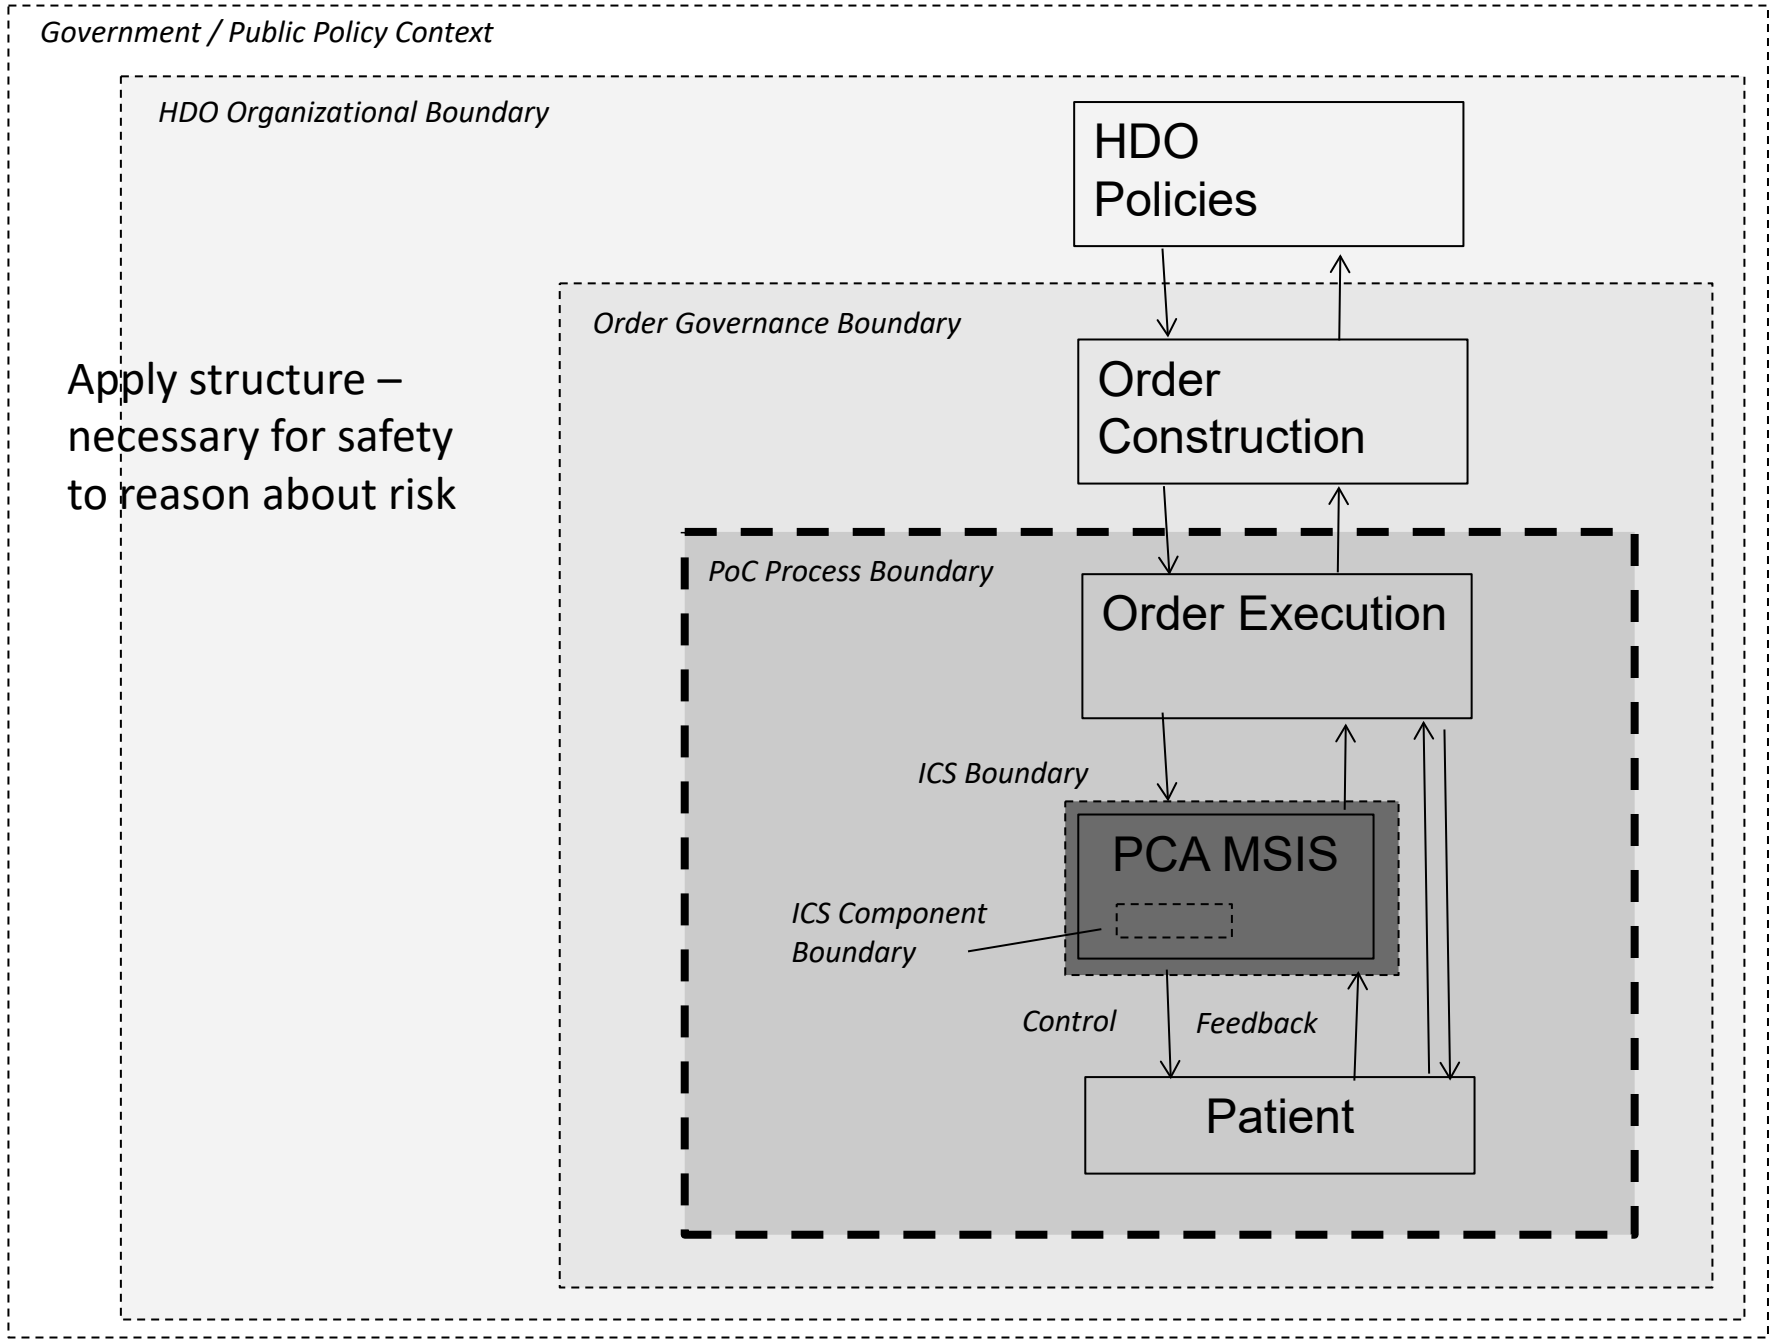 Government / Public Policy Context
HDO Organizational Boundary
HDO
Policies
Order Governance Boundary
Apply structure –
necessary for safety
to reason about risk
Order
Construction
PoC Process Boundary
Order Execution
ICS Boundary
PCA MSIS
ICS Component
Boundary
Control
Feedback
Patient